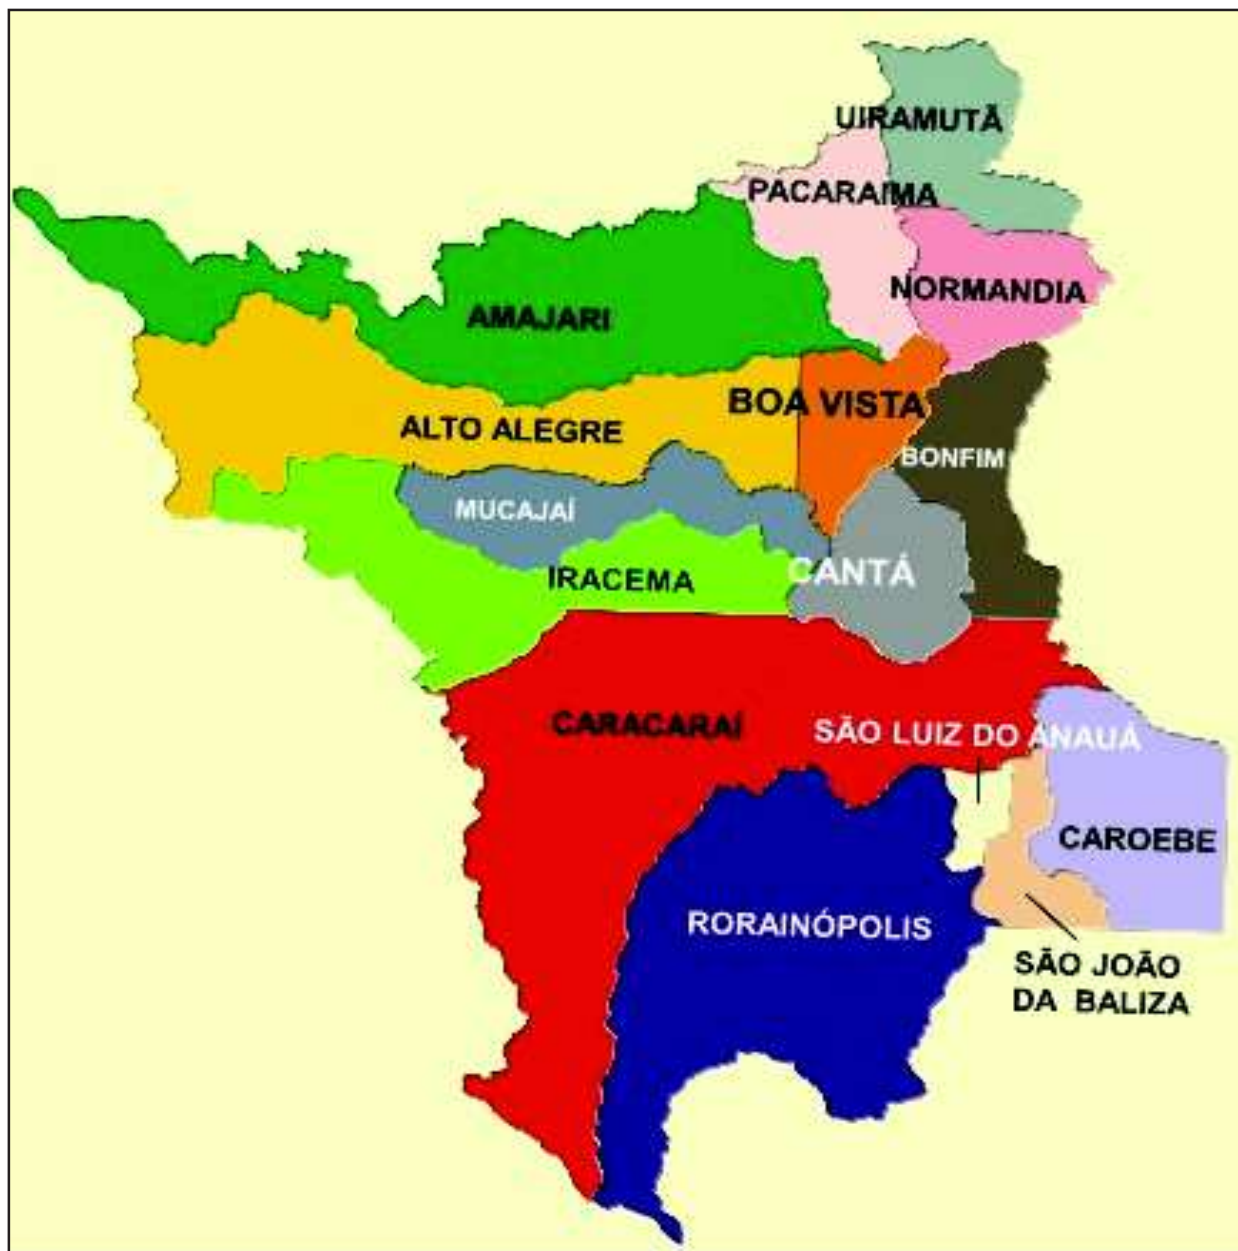 UIRAMUTÃ
PACARAIMA
NORMANDIA
AMAJARI
BOA VISTA
ALTO ALEGRE
BONFIM
MUCAJAÍ
CANTÁ
IRACEMA
CARACARAÍ
SÃO LUIZ DO ANAUÁ
CAROEBE
RORAINÓPOLIS
SÃO JOÃO
DA BALIZA